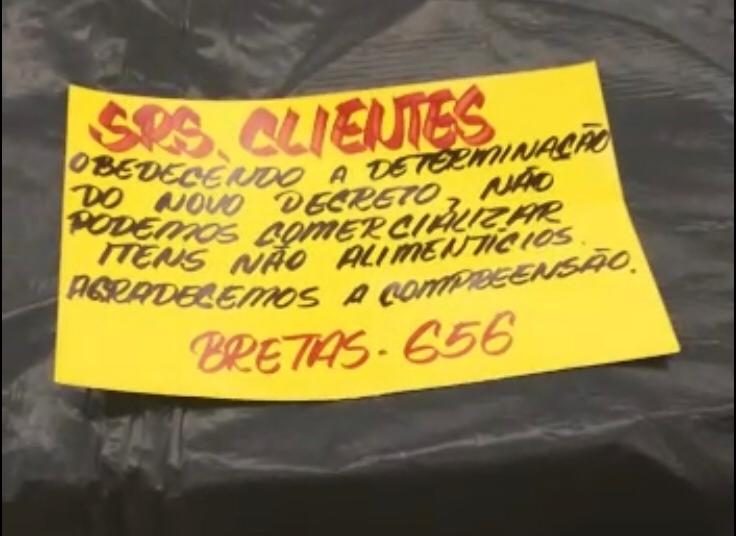 SRS. CLIENTES
OBEDECENDO A DETERMINAÇÃO
DO NOVO DECRETO, NÃO
PODEMOS COMERCIALIZAR
ITENS NÃO ALIMENTÍCIOS.
AGRADECEMOS A COMPREENSÃO.
BRETAS - 656